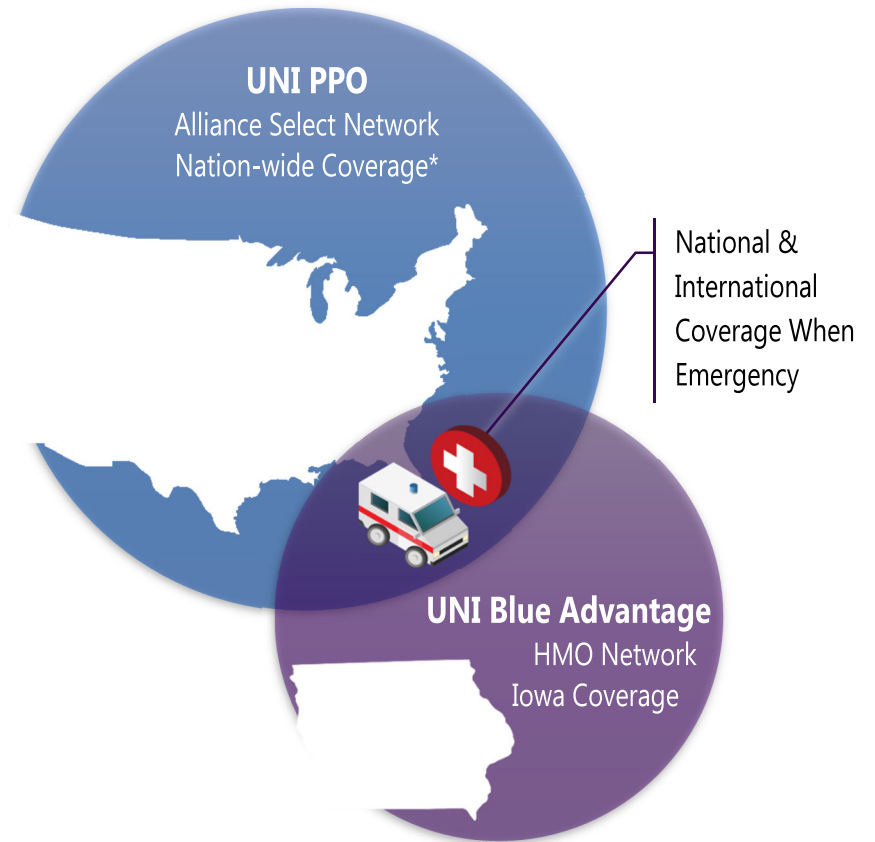 UNI PPO
Alliance Select Network
Nation-wide Coverage*
National &
International
Coverage When
Emergency
UNI Blue Advantage
HMO Network
Iowa Coverage